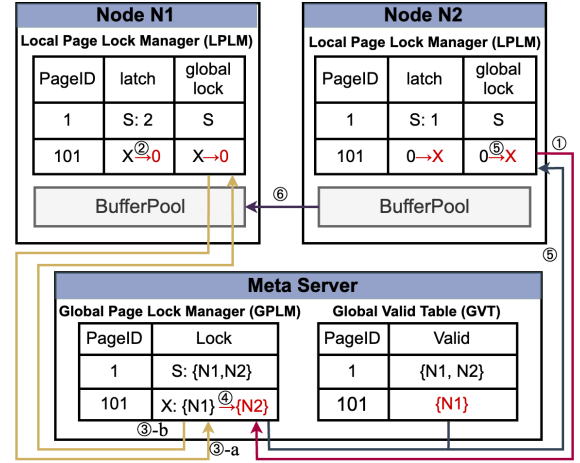 Node N1
Local Page Lock Manager (LPLM)
PageID latch global lock
1 S: 2 S
101 X②→0 X→0
BufferPool
Node N2
Local Page Lock Manager (LPLM)
PageID latch global lock
1 S: 1 S
101 0→X 0⑤→X
BufferPool
①
⑥
⑤
Meta Server
Global Page Lock Manager (GPLM)
PageID Lock
1 S: {N1,N2}
101 X: {N1} ④→{N2}
Global Valid Table (GVT)
PageID Valid
1 {N1, N2}
101 {N1}
③-b
③-a